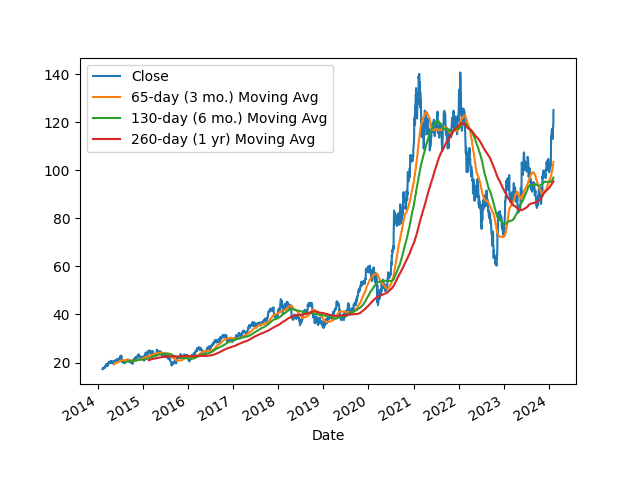 Close
65-day (3 mo.) Moving Avg
130-day (6 mo.) Moving Avg
260-day (1 yr) Moving Avg
140
120
100
80
60
40
20
2014 2015 2016 2017 2018 2019 2020 2021 2022 2023 2024
Date